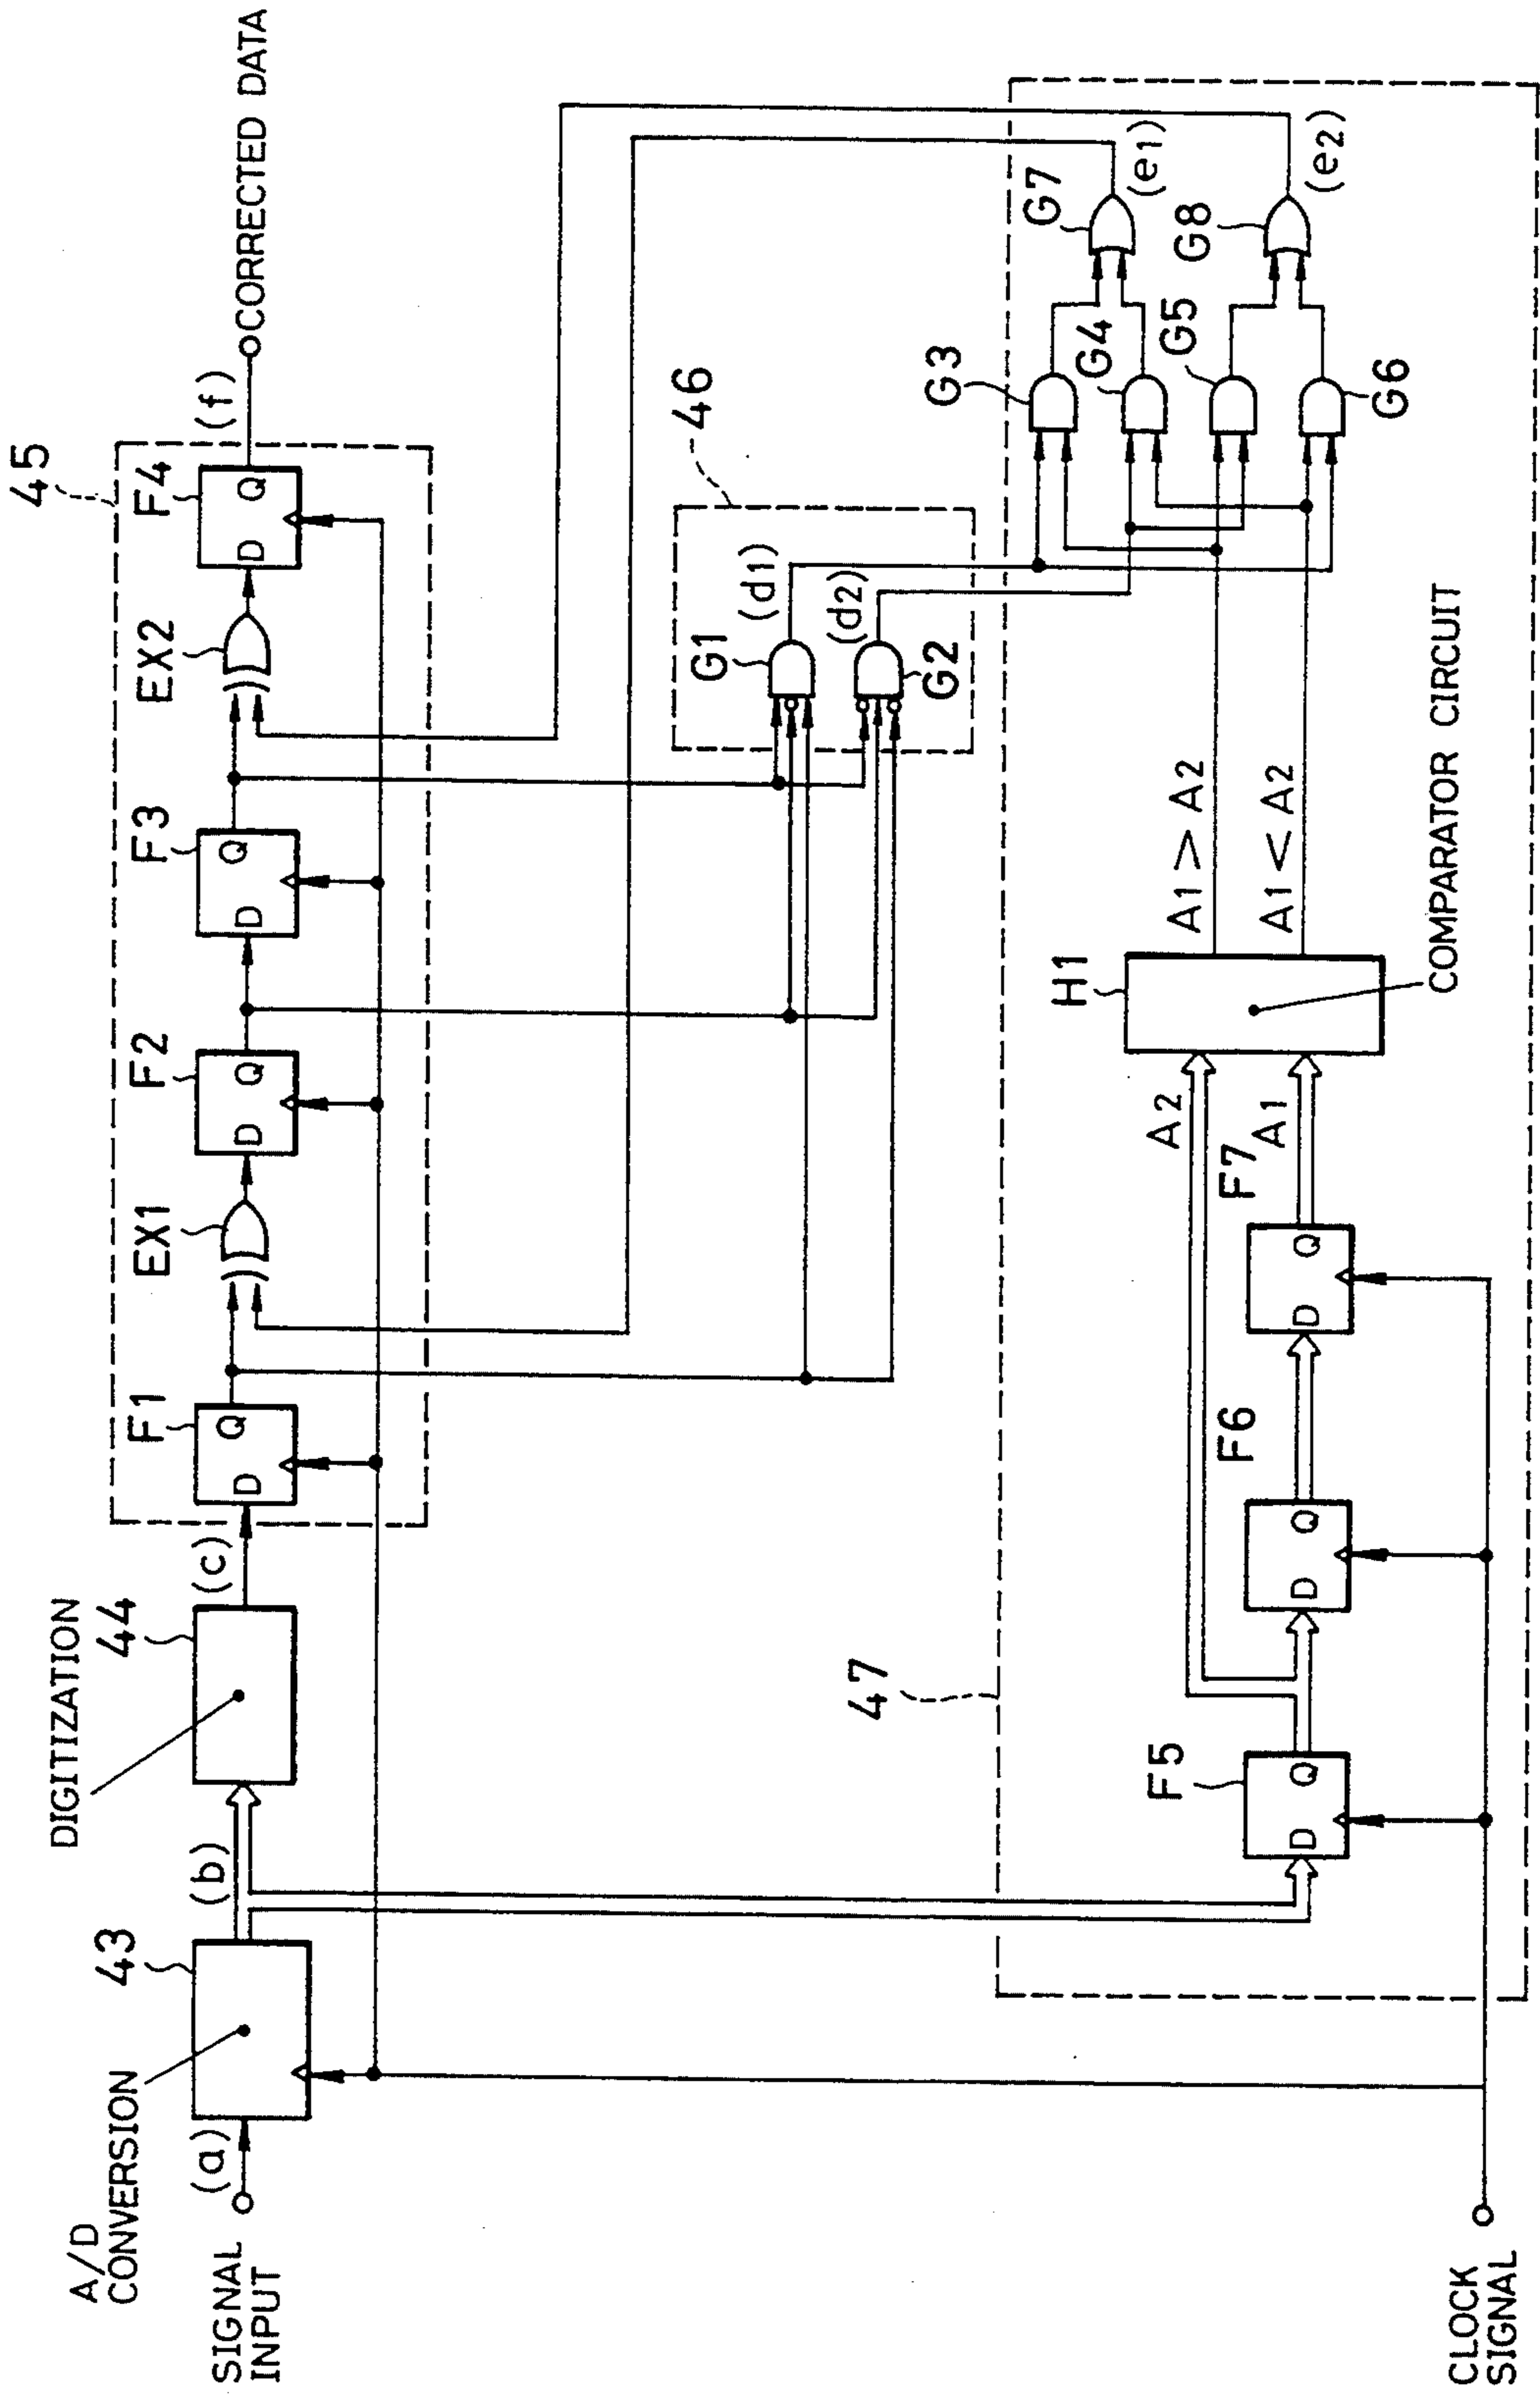 A/D
CONVERSION
43
DIGITIZATION
44
45
SIGNAL
INPUT
(a)
(b)
(c)
F1
D
Q
EX1
F2
D
Q
F3
D
Q
EX2
F4
D
Q
(f)
CORRECTED DATA
46
G1
(d1)
G2
(d2)
47
F5
D
Q
F6
D
Q
F7
D
Q
A2
A1
H1
A1 > A2
A1 < A2
COMPARATOR CIRCUIT
G3
G4
G5
G6
G7
(e1)
G8
(e2)
CLOCK
SIGNAL